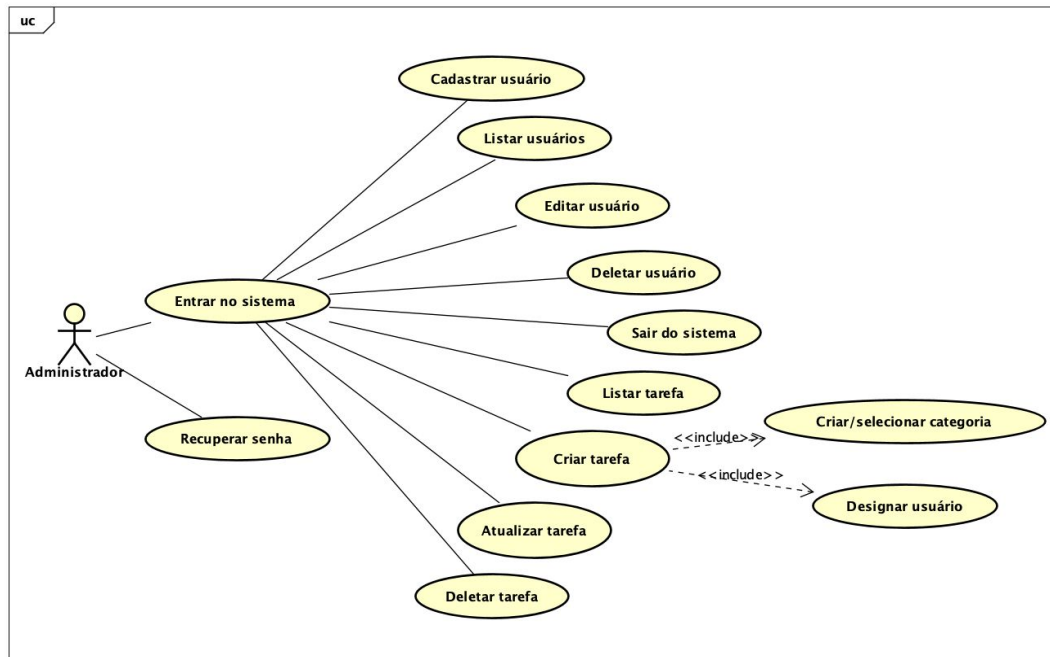 uc
Cadastrar usuário
Listar usuários
Editar usuário
Deletar usuário
Entrar no sistema
Sair do sistema
Administrador
Listar tarefa
Recuperar senha
Criar/selecionar categoria
<<include>>
Criar tarefa
<<include>>
Designar usuário
Atualizar tarefa
Deletar tarefa